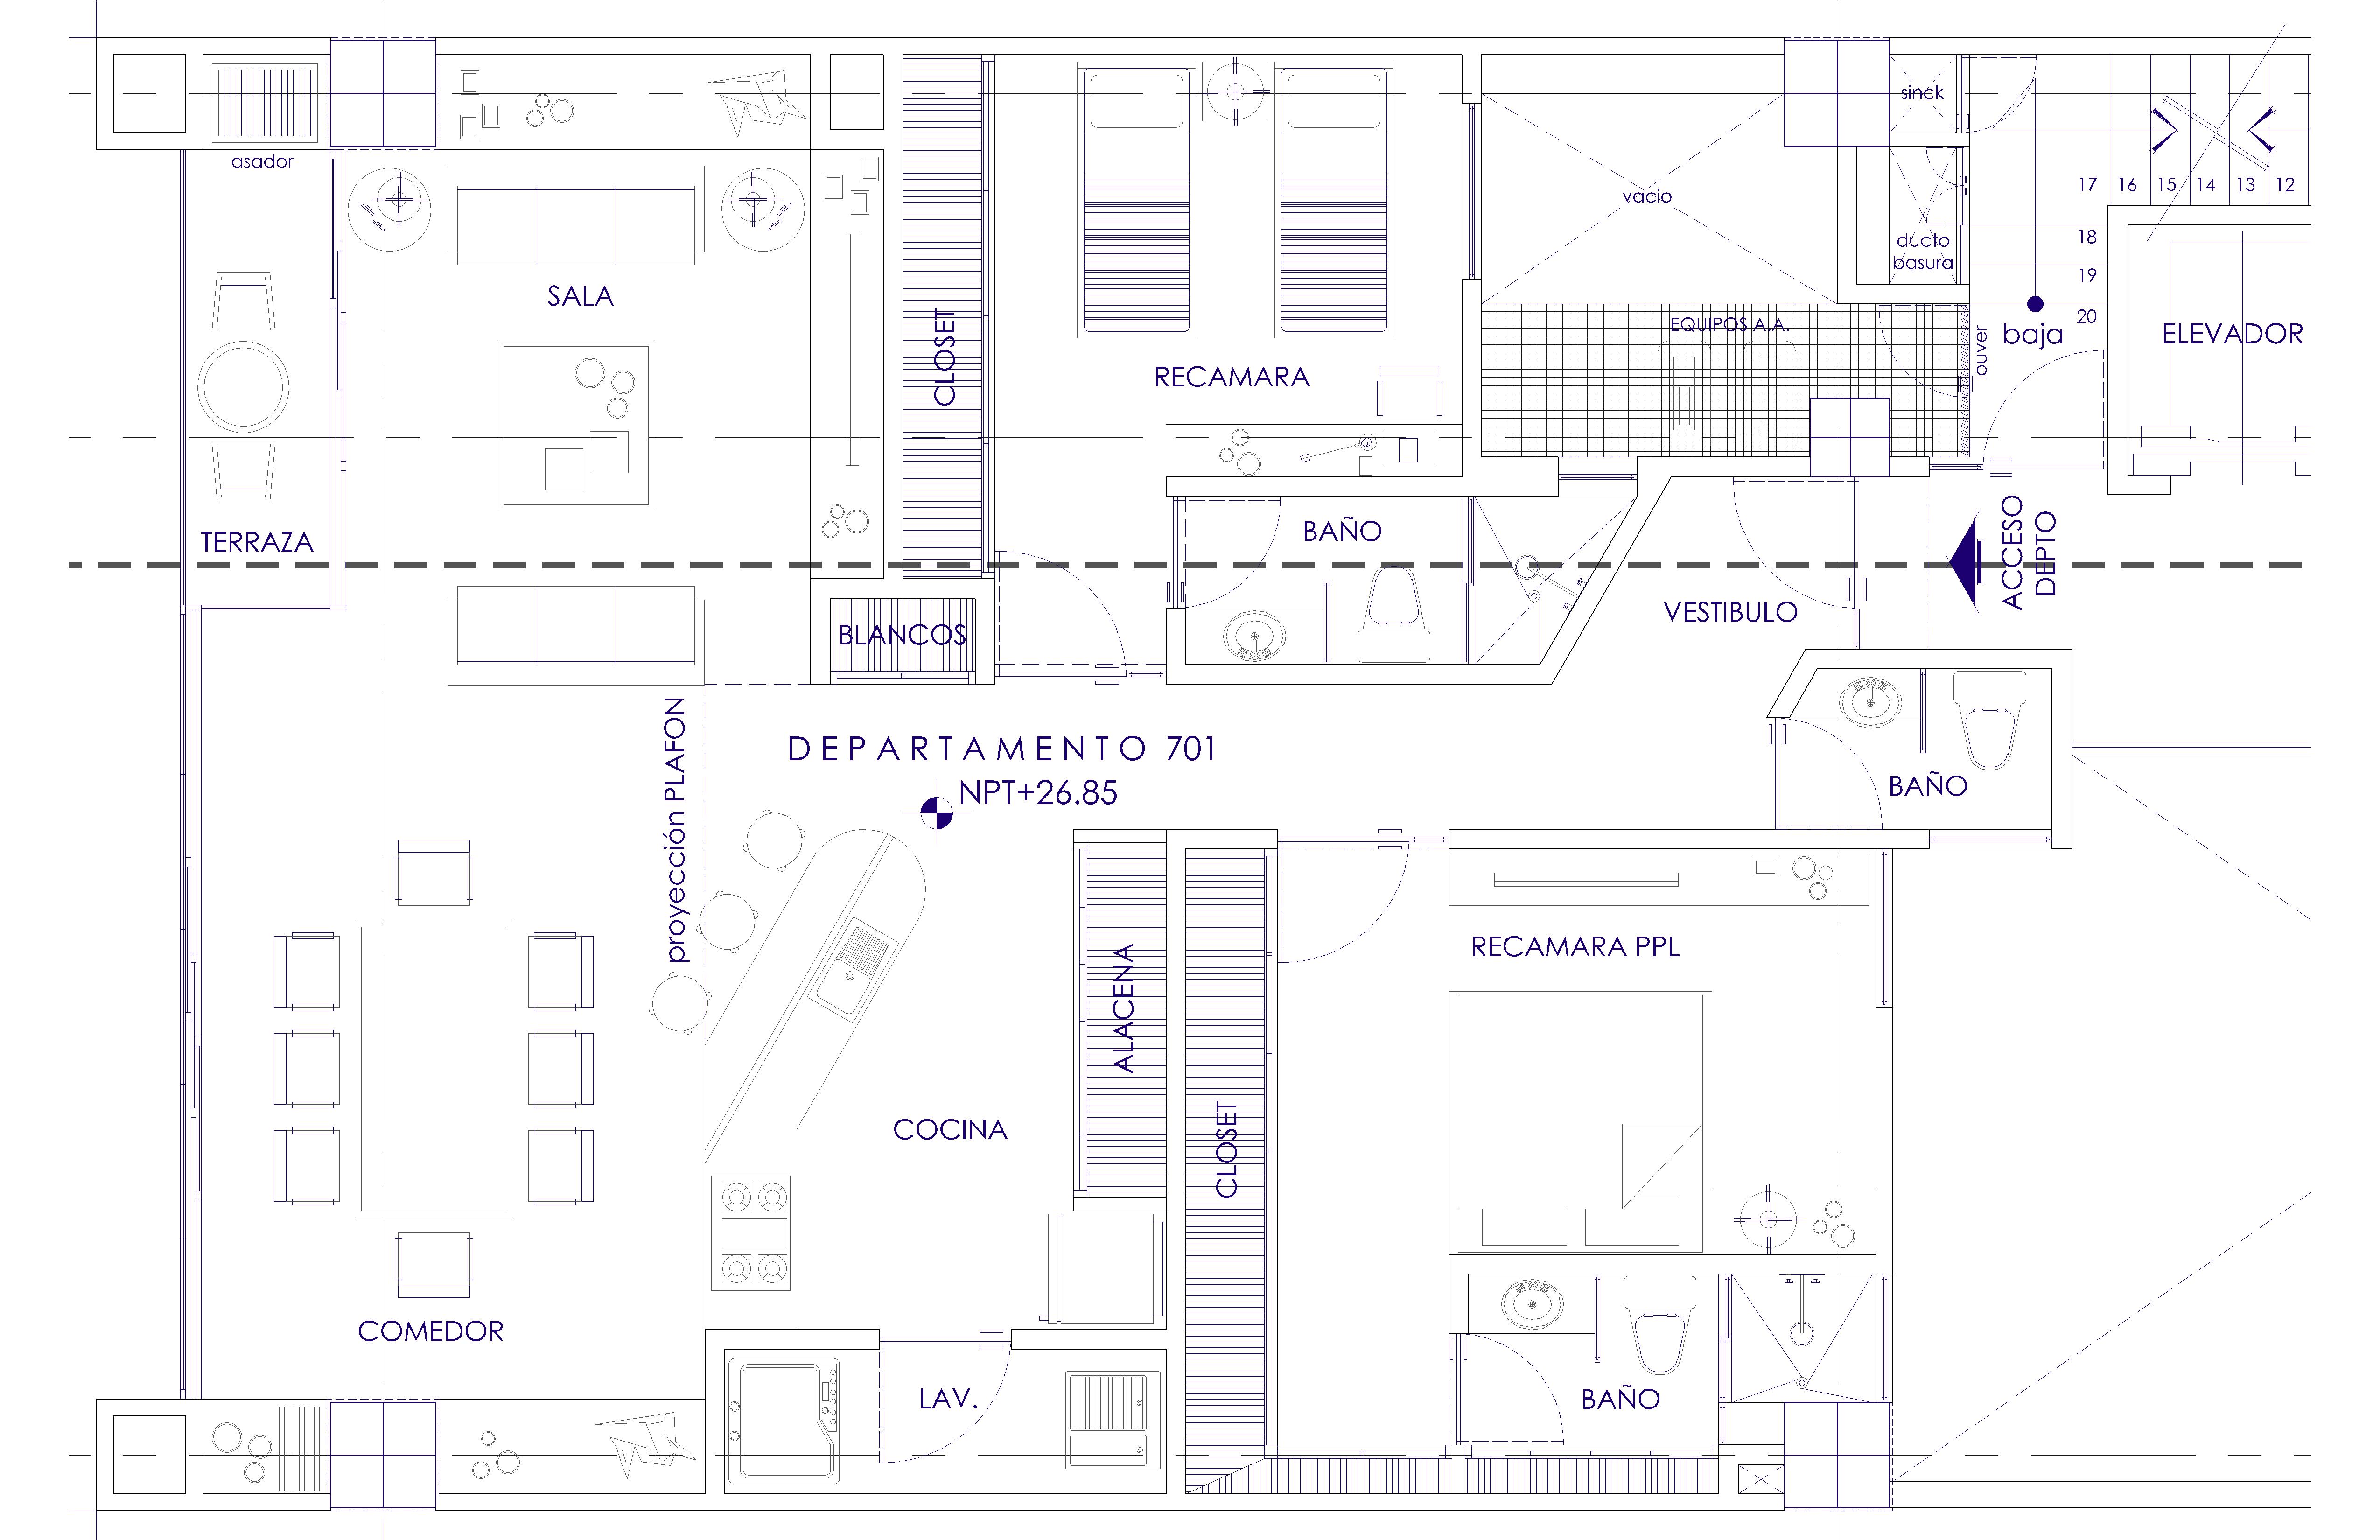 sinck
asador
17 16 15 14 13 12
vacio
18
ducto
basura
19
SALA
20
EQUIPOS A.A.
louver
baja
ELEVADOR
CLOSET
RECAMARA
TERRAZA
BAÑO
ACCESO
DEPTO
VESTIBULO
BLANCOS
proyección PLAFON
DEPARTAMENTO 701
NPT+26.85
BAÑO
RECAMARA PPL
ALACENA
COCINA
CLOSET
COMEDOR
LAV.
BAÑO